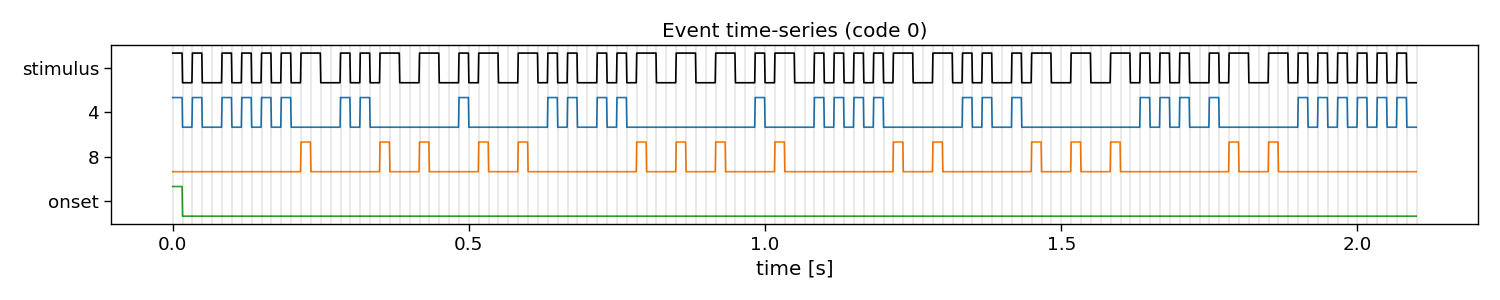 Event time-series (code 0)
stimulus
4
8
onset
0.0 0.5 1.0 1.5 2.0
time [s]